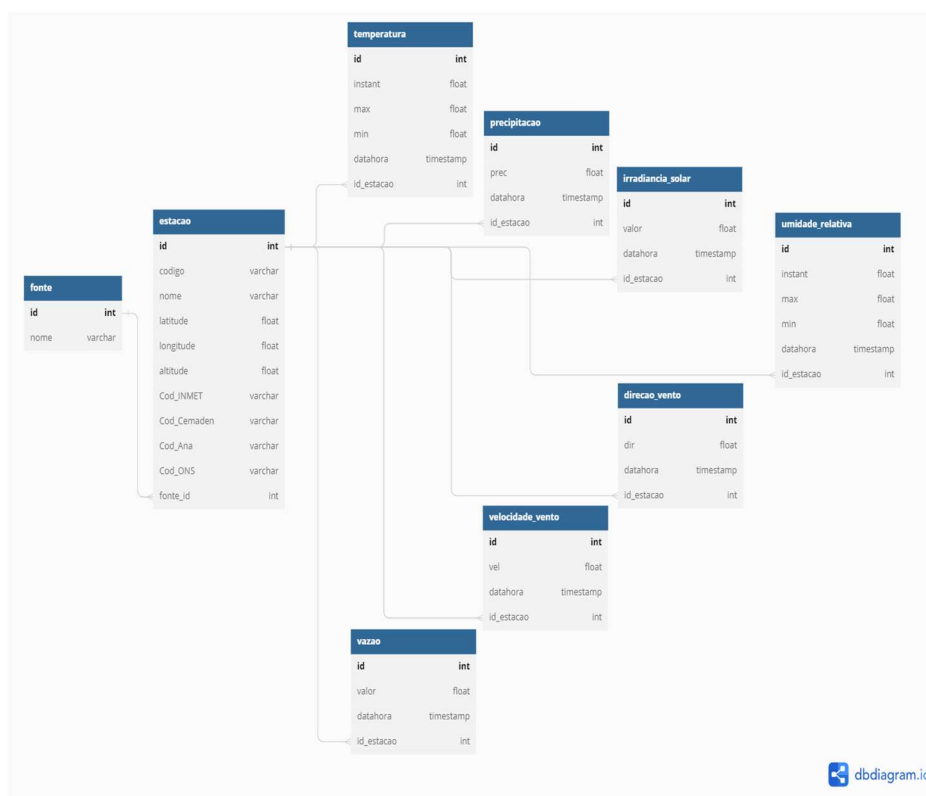 temperatura
id int
instant float
max float
min float
datahora timestamp
id_estacao int
precipitacao
id int
prec float
datahora timestamp
id_estacao int
irradiancia_solar
id int
valor float
datahora timestamp
id_estacao int
umidade_relativa
id int
instant float
max float
min float
datahora timestamp
id_estacao int
estacao
id int
codigo varchar
nome varchar
latitude float
longitude float
altitude float
Cod_INMET varchar
Cod_Cemaden varchar
Cod_Ana varchar
Cod_ONS varchar
fonte_id int
fonte
id int
nome varchar
direcao_vento
id int
dir float
datahora timestamp
id_estacao int
velocidade_vento
id int
vel float
datahora timestamp
id_estacao int
vazao
id int
valor float
datahora timestamp
id_estacao int
dbdiagram.io